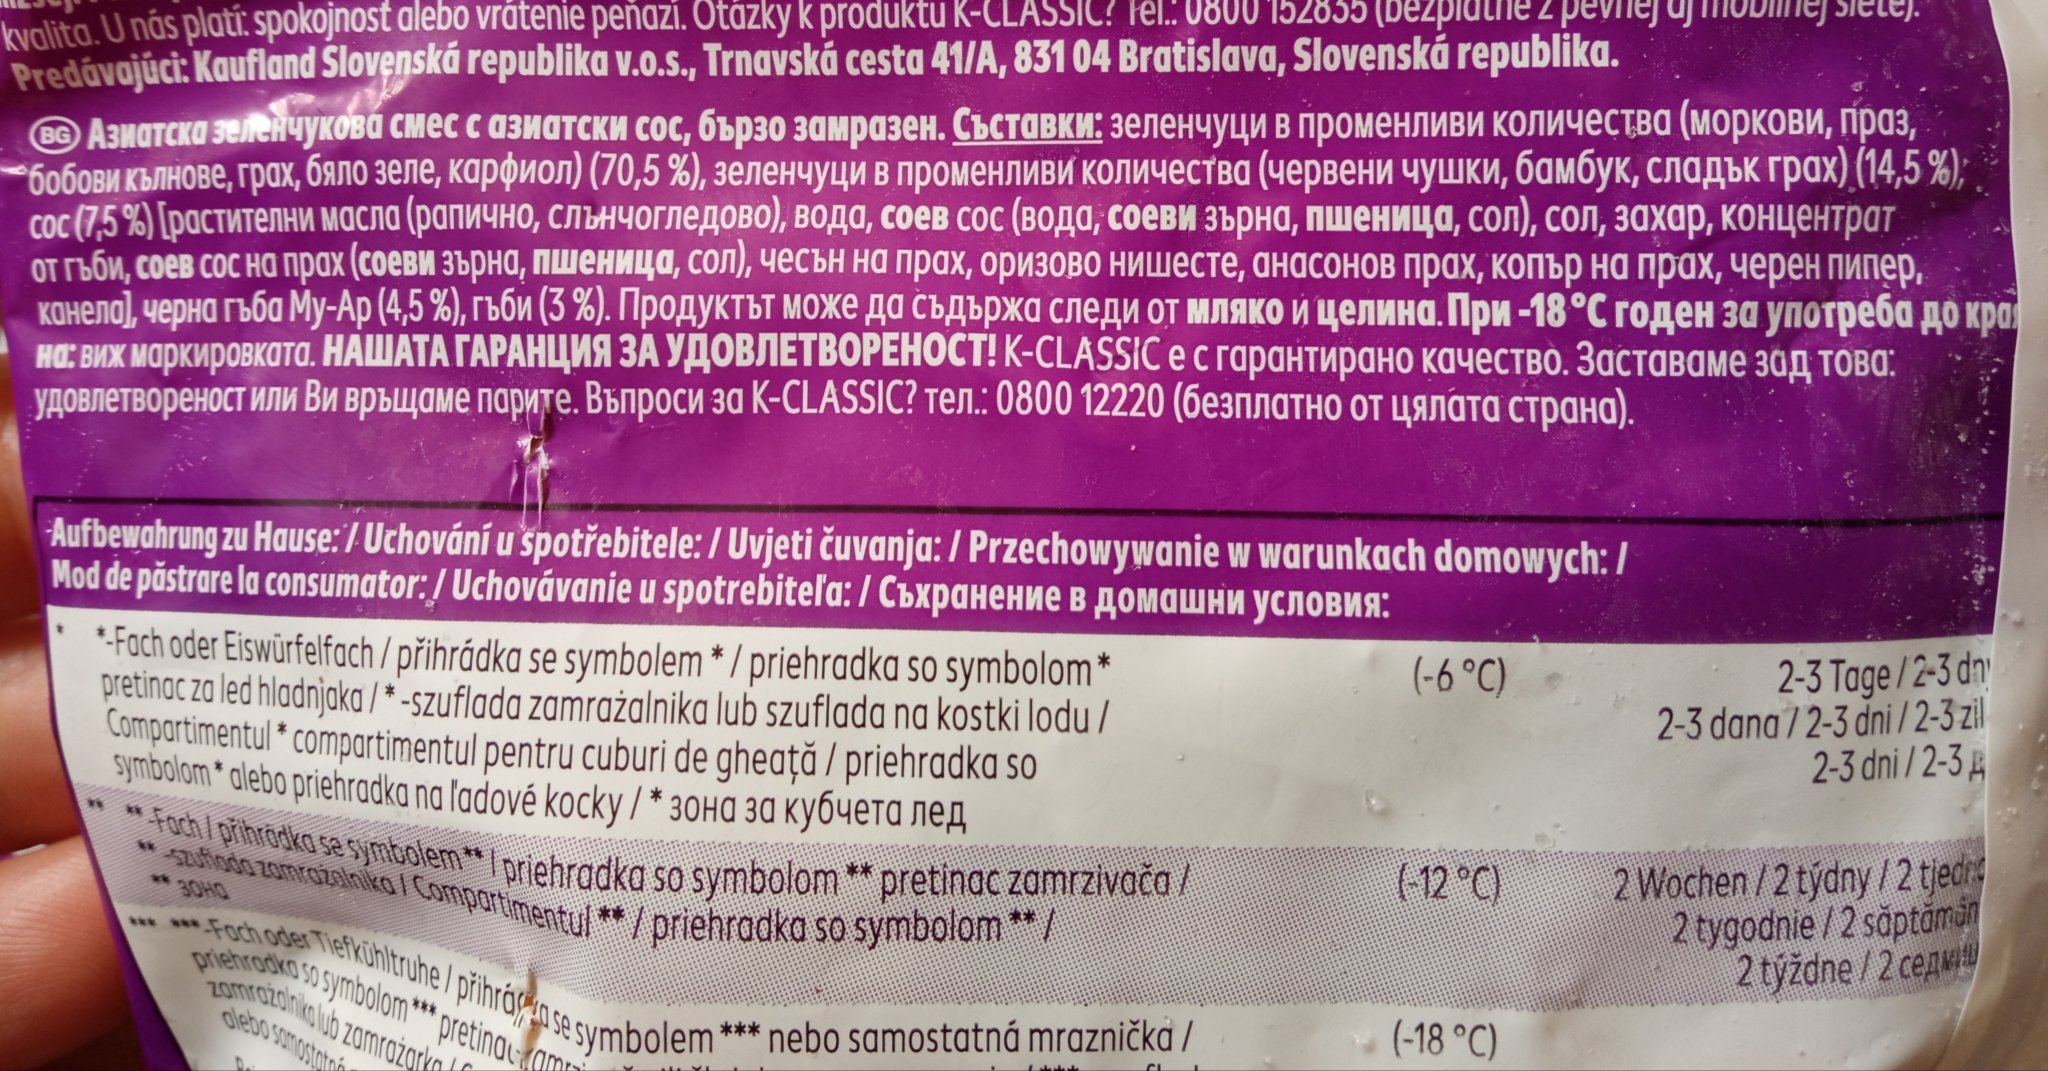 kvalita. U nás platí: spokojnosť alebo vrátenie peňazí. Otázky k produktu K-CLASSIC? Tel.: 0800 152835 (bezplatne z pevnej aj mobilnej siete).
Predávajúci: Kaufland Slovenská republika v.o.s., Trnavská cesta 41/A, 831 04 Bratislava, Slovenská republika.
BG Азиатска зеленчукова смес с азиатски сос, бързо замразен. Съставки: зеленчуци в променливи количества (моркови, праз,
бобови кълнове, грах, бяло зеле, карфиол) (70,5 %), зеленчуци в променливи количества (червени чушки, бамбук, сладък грах) (14,5 %),
сос (7,5 %) [растителни масла (рапично, слънчогледово), вода, соев сос (вода, соеви зърна, пшеница, сол), сол, захар, концентрат
от гъби, соев сос на прах (соеви зърна, пшеница, сол), чесън на прах, оризово нишесте, анасонов прах, копър на прах, черен пипер,
канела], черна гъба Му-Ар (4,5 %), гъби (3 %). Продуктът може да съдържа следи от мляко и целина. При -18 °C годен за употреба до края
на: виж маркировката. НАШАТА ГАРАНЦИЯ ЗА УДОВЛЕТВОРЕНОСТ! K-CLASSIC е с гарантирано качество. Заставаме зад това:
удовлетвореност или Ви връщаме парите. Въпроси за K-CLASSIC? тел.: 0800 12220 (безплатно от цялата страна).
Aufbewahrung zu Hause: / Uchování u spotřebitele: / Uvjeti čuvanja: / Przechowywanie w warunkach domowych: /
Mod de păstrare la consumator: / Uchovávanie u spotrebiteľa: / Съхранение в домашни условия:
* *-Fach oder Eiswürfelfach / přihrádka se symbolem * / priehradka so symbolom * (-6 °C) 2-3 Tage / 2-3 dny
pretinac za led hladnjaka / * -szuflada zamrażalnika lub szuflada na kostki lodu / 2-3 dana / 2-3 dni / 2-3 zil
Compartimentul * compartimentul pentru cuburi de gheață / priehradka so 2-3 dni / 2-3 д
symbolom * alebo priehradka na ľadové kocky / * зона за кубчета лед
** **-Fach / přihrádka se symbolem ** / priehradka so symbolom ** pretinac zamrzivača / (-12 °C) 2 Wochen / 2 týdny / 2 tjedna
** -szuflada zamrażalnika / Compartimentul ** / priehradka so symbolom ** / 2 tygodnie / 2 săptămân
** зона 2 týždne / 2 седмиц
*** ***-Fach oder Tiefkühltruhe / přihrádka se symbolem *** nebo samostatná mraznička / (-18 °C)
priehradka so symbolom *** pretinac
zamrażalnika lub zamrażarka /
alebo samostatná